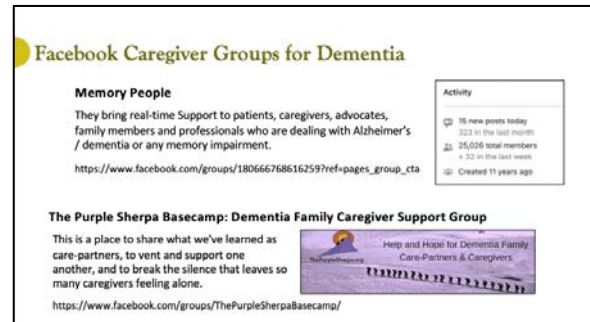 Facebook Caregiver Groups for Dementia
Memory People
They bring real-time Support to patients, caregivers, advocates,
family members and professionals who are dealing with Alzheimer's
/ dementia or any memory impairment.
https://www.facebook.com/groups/180666768616259?ref=pages_group_cta
Activity
15 new posts today
323 in the last month
25,026 total members
+ 32 in the last week
Created 11 years ago
The Purple Sherpa Basecamp: Dementia Family Caregiver Support Group
This is a place to share what we've learned as
care-partners, to vent and support one
another, and to break the silence that leaves so
many caregivers feeling alone.
ThePurpleSherpa.org
Help and Hope for Dementia Family
Care-Partners & Caregivers
https://www.facebook.com/groups/ThePurpleSherpaBasecamp/